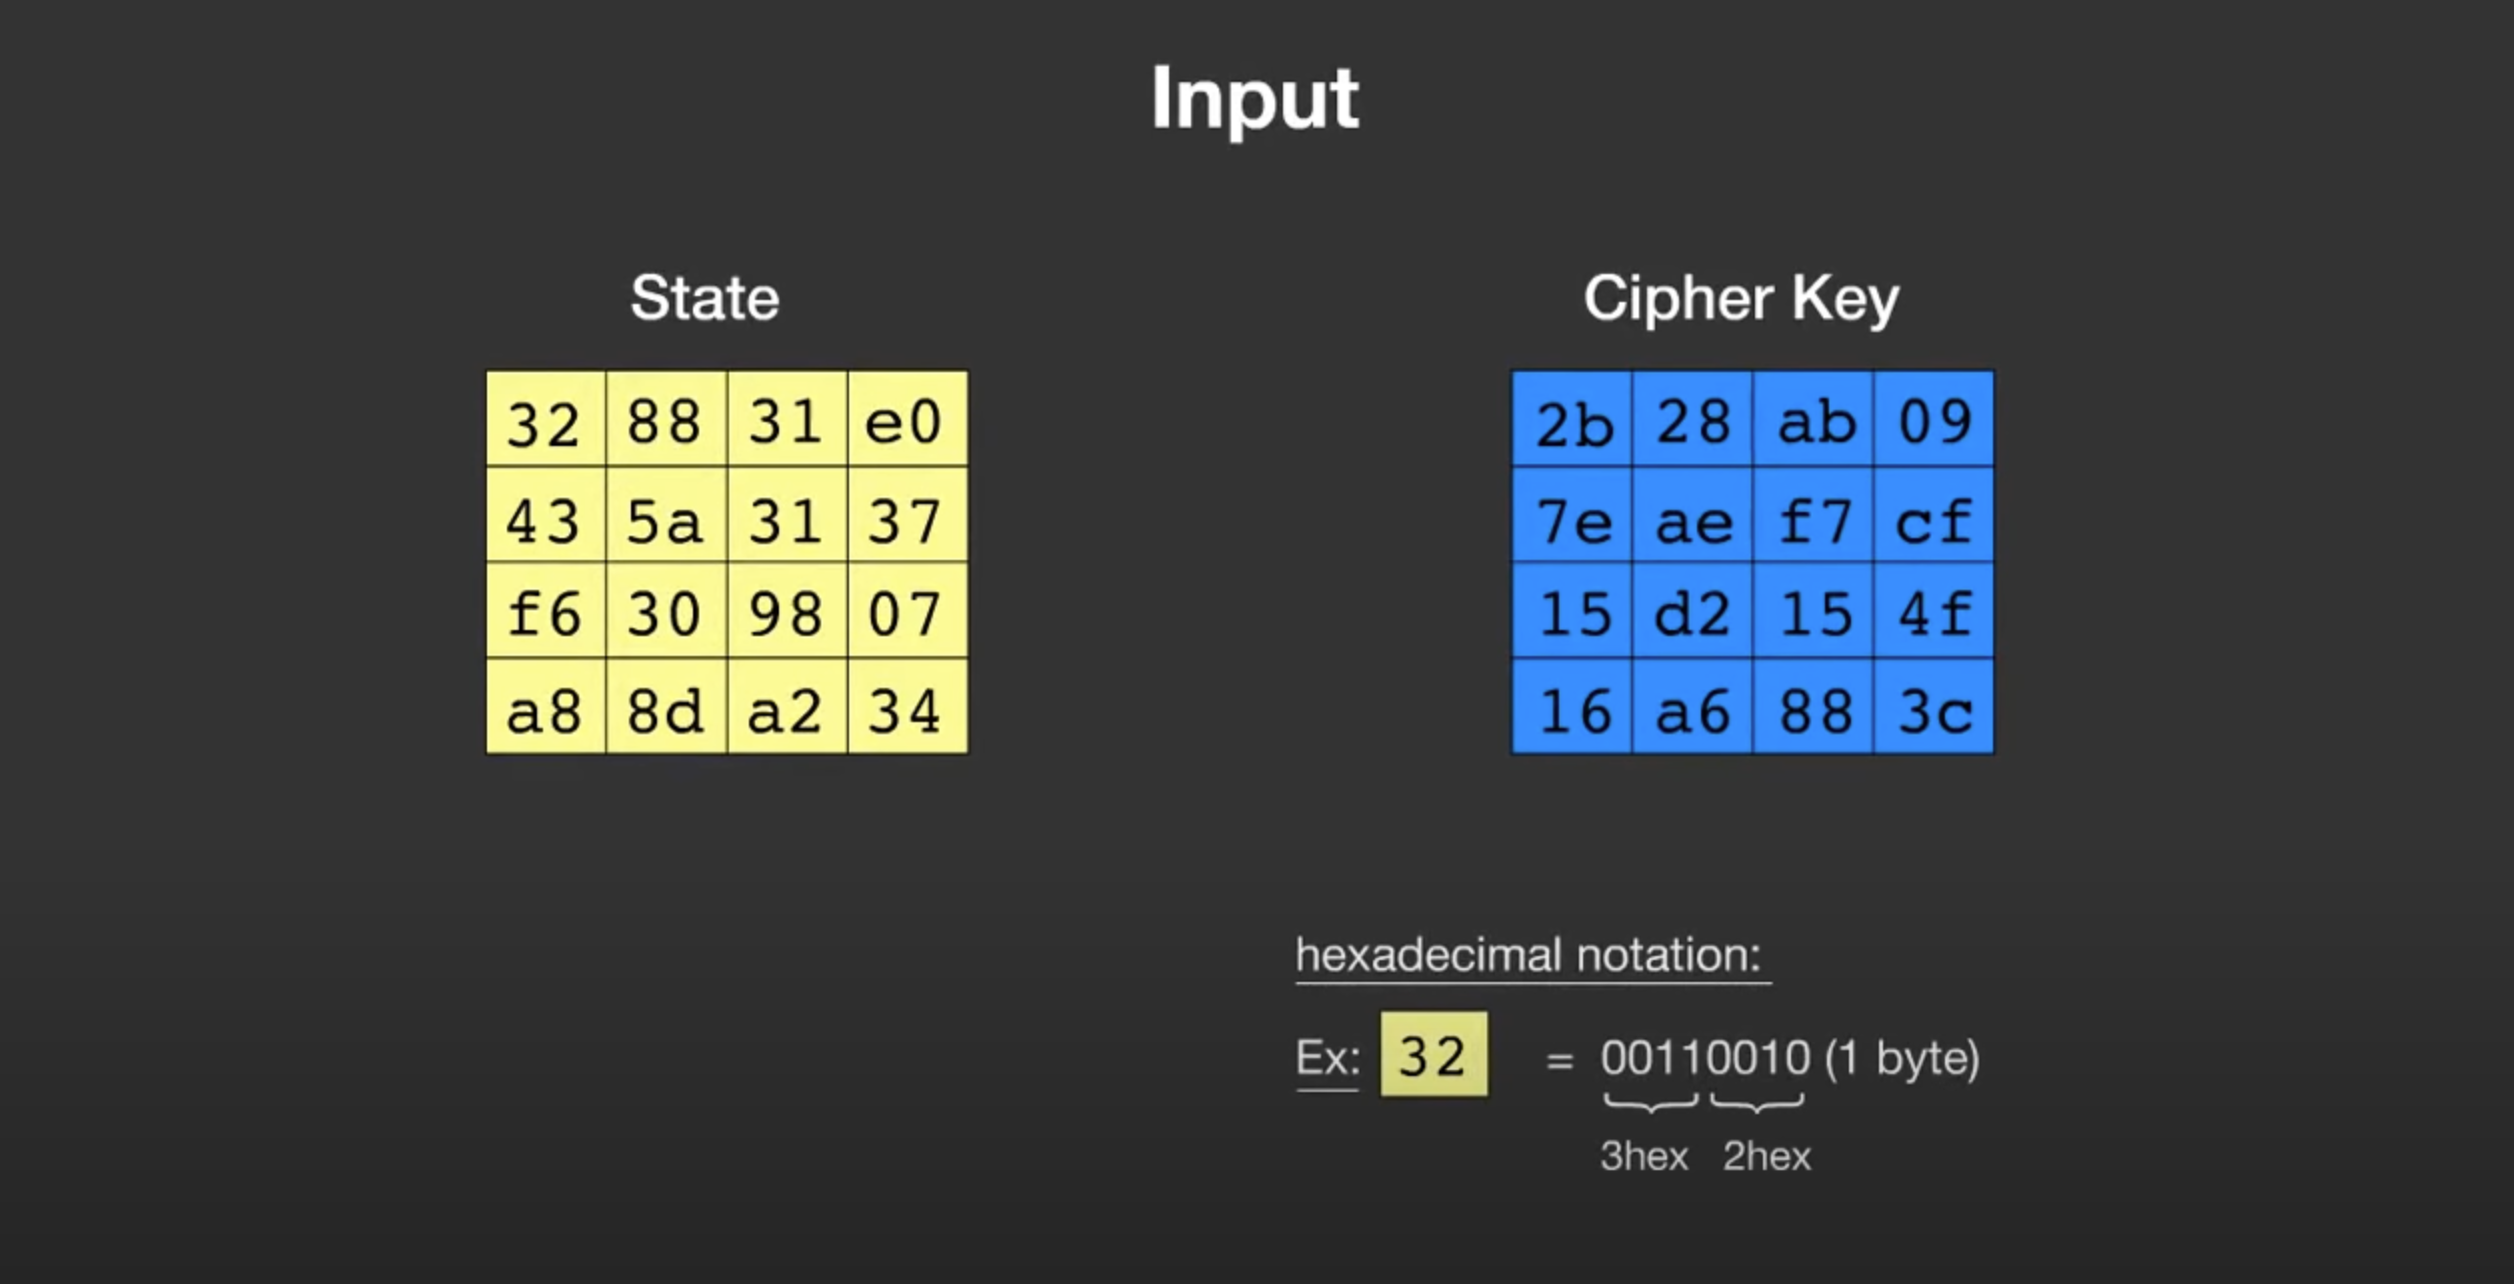 Input
State
32 88 31 e0
43 5a 31 37
f6 30 98 07
a8 8d a2 34
Cipher Key
2b 28 ab 09
7e ae f7 cf
15 d2 15 4f
16 a6 88 3c
hexadecimal notation:
Ex: 32 = 00110010 (1 byte)
3hex 2hex